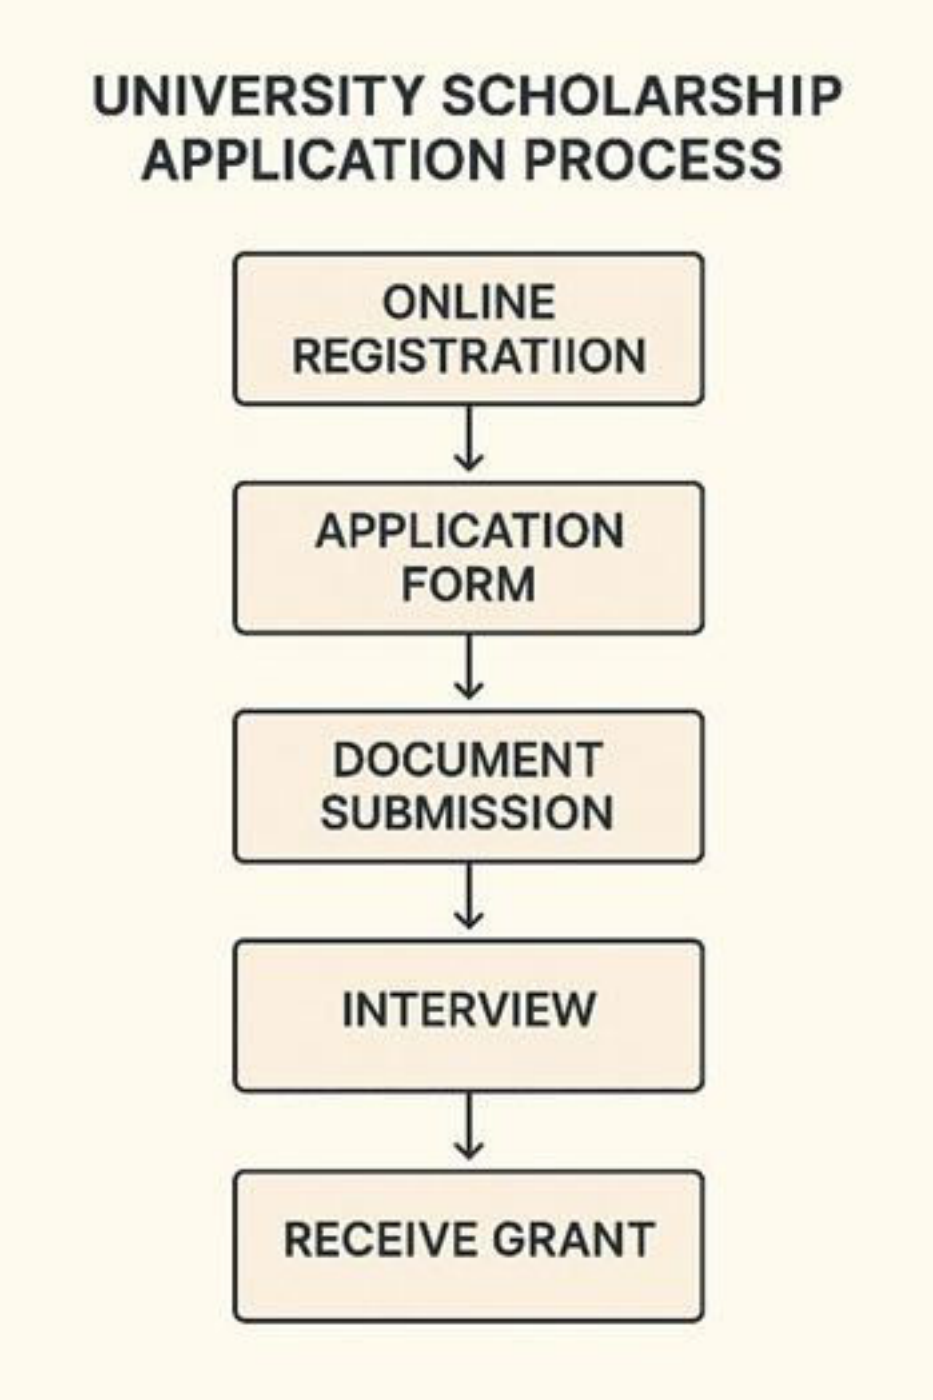 UNIVERSITY SCHOLARSHIP
APPLICATION PROCESS
ONLINE
REGISTRATIION
APPLICATION
FORM
DOCUMENT
SUBMISSION
INTERVIEW
RECEIVE GRANT